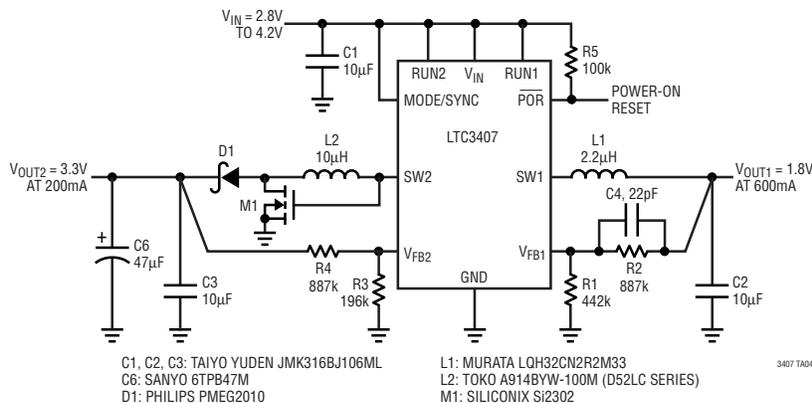 V_IN = 2.8V
TO 4.2V
C1
10µF
RUN2
V_IN
RUN1
R5
100k
MODE/SYNC
POR
POWER-ON
RESET
LTC3407
V_OUT2 = 3.3V
AT 200mA
D1
L2
10µH
SW2
SW1
L1
2.2µH
V_OUT1 = 1.8V
AT 600mA
M1
C4, 22pF
+
C6
47µF
C3
10µF
R4
887k
R3
196k
V_FB2
V_FB1
GND
R1
442k
R2
887k
C2
10µF
C1, C2, C3: TAIYO YUDEN JMK316BJ106ML
C6: SANYO 6TPB47M
D1: PHILIPS PMEG2010
L1: MURATA LQH32CN2R2M33
L2: TOKO A914BYW-100M (D52LC SERIES)
M1: SILICONIX Si2302
3407 TA04